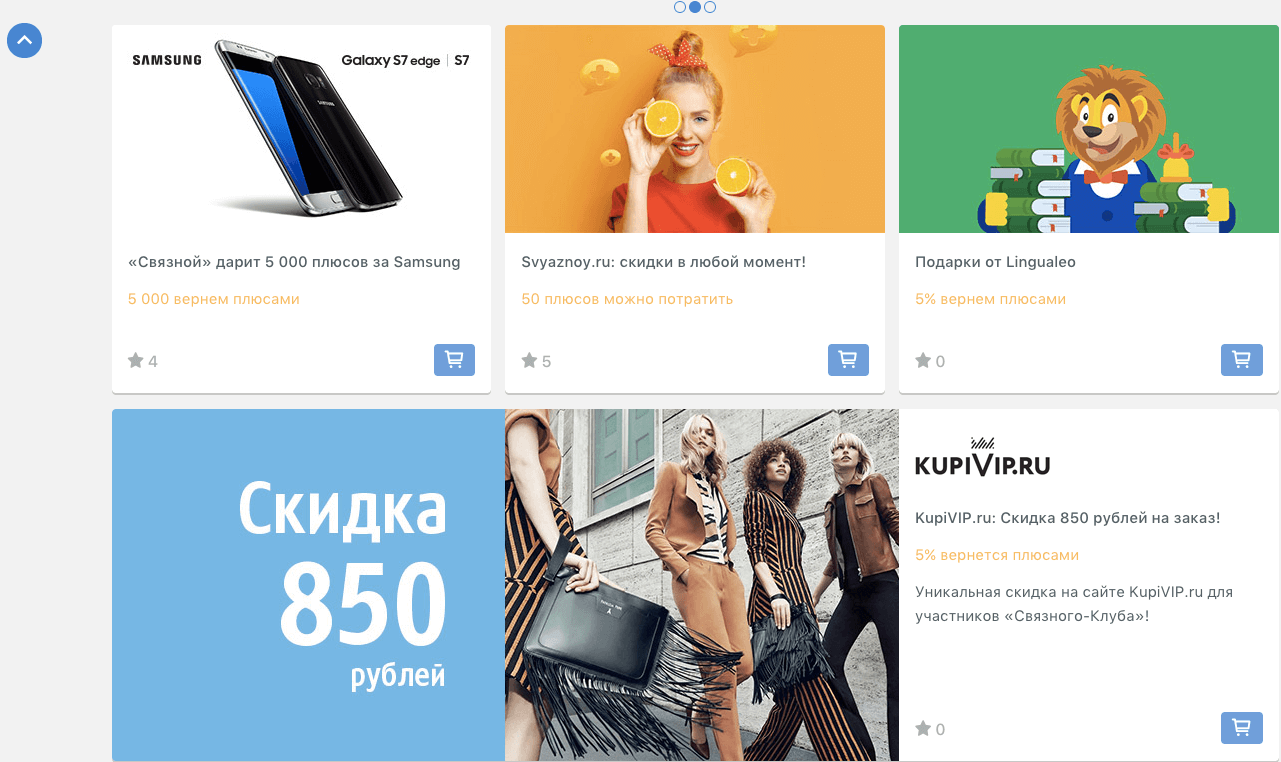 SAMSUNG
Galaxy S7 edge | S7
SAMSUNG
«Связной» дарит 5 000 плюсов за Samsung
5 000 вернем плюсами
4
Svyaznoy.ru: скидки в любой момент!
50 плюсов можно потратить
5
Подарки от Lingualeo
5% вернем плюсами
0
Скидка
850
рублей
KUPIVIP.RU
KupiVIP.ru: Скидка 850 рублей на заказ!
5% вернется плюсами
Уникальная скидка на сайте KupiVIP.ru для
участников «Связного-Клуба»!
0